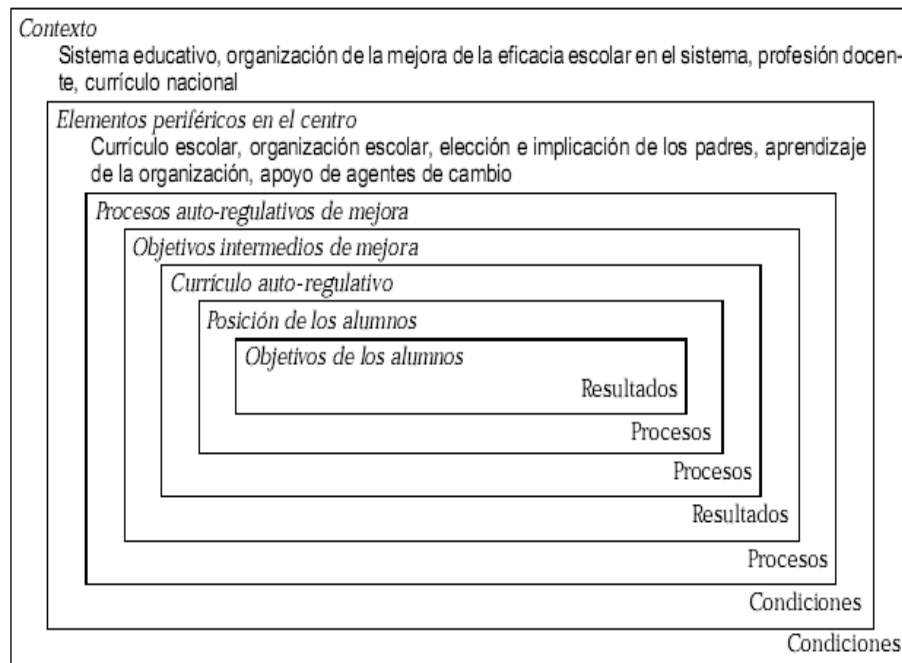 Contexto
Sistema educativo, organización de la mejora de la eficacia escolar en el sistema, profesión docen-
te, currículo nacional
Elementos periféricos en el centro
Currículo escolar, organización escolar, elección e implicación de los padres, aprendizaje
de la organización, apoyo de agentes de cambio
Procesos auto-regulativos de mejora
Objetivos intermedios de mejora
Currículo auto-regulativo
Posición de los alumnos
Objetivos de los alumnos
Resultados
Procesos
Procesos
Resultados
Procesos
Condiciones
Condiciones